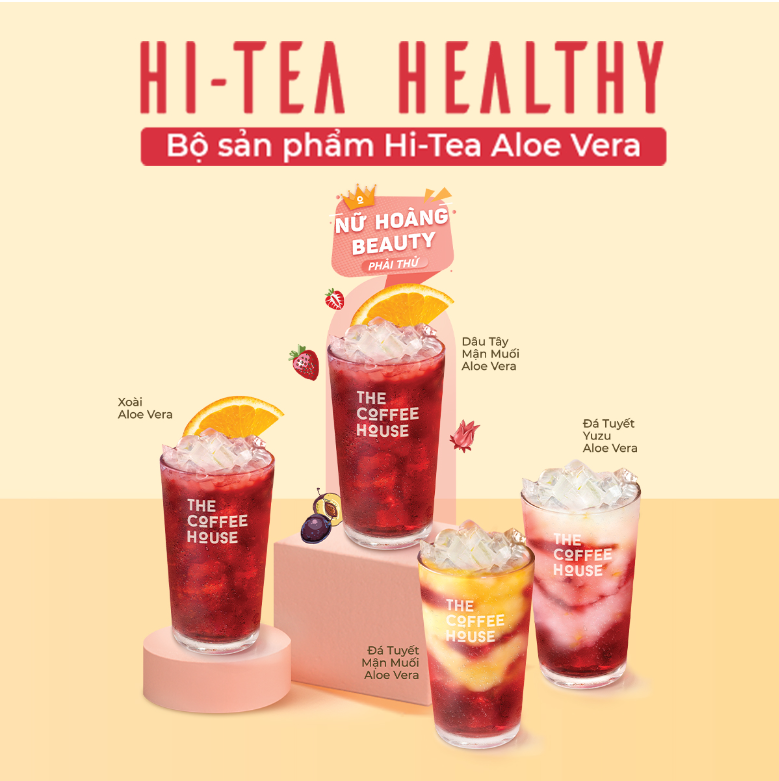 HI-TEA HEALTHY
Bộ sản phẩm Hi-Tea Aloe Vera
NỮ HOÀNG
BEAUTY
PHẢI THỬ
Dâu Tây
Mận Muối
Aloe Vera
Xoài
Aloe Vera
THE
COFFEE
HOUSE
Đá Tuyết
Yuzu
Aloe Vera
THE
COFFEE
HOUSE
THE
COFFEE
HOUSE
THE
COFFEE
HOUSE
Đá Tuyết
Mận Muối
Aloe Vera